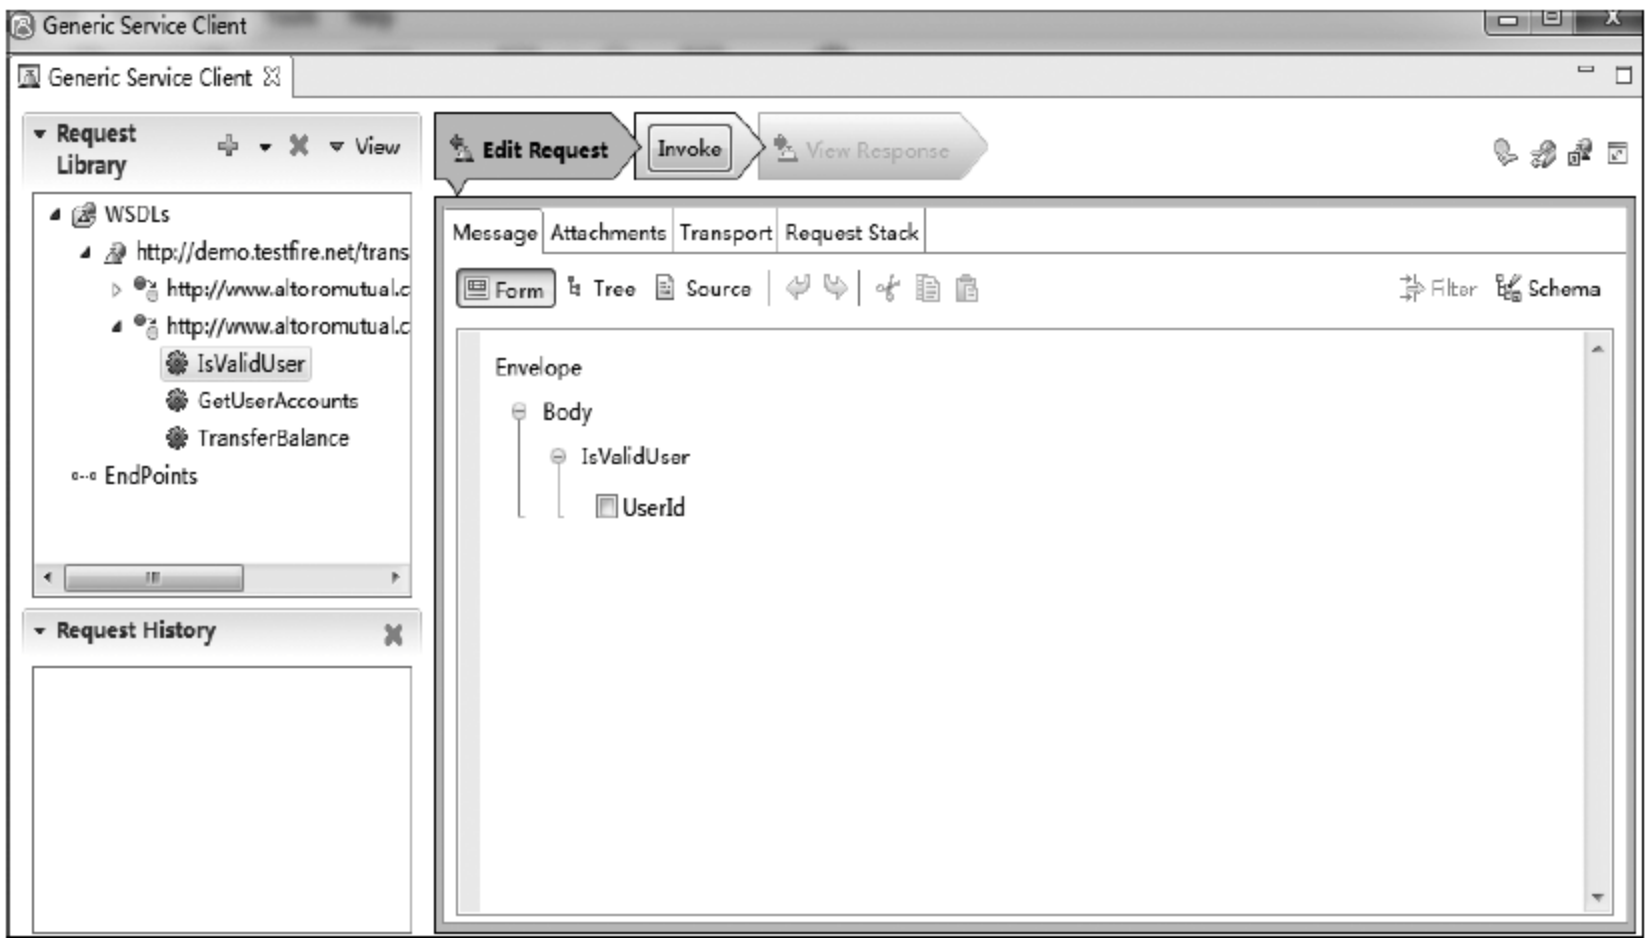 Generic Service Client
Generic Service Client
Request
Library
View
WSDLs
http://demo.testfire.net/trans
http://www.altoromutual.c
http://www.altoromutual.c
IsValidUser
GetUserAccounts
TransferBalance
EndPoints
Request History
Edit Request
Invoke
View Response
Message Attachments Transport Request Stack
Form Tree Source Filter Schema
Envelope
Body
IsValidUser
UserId